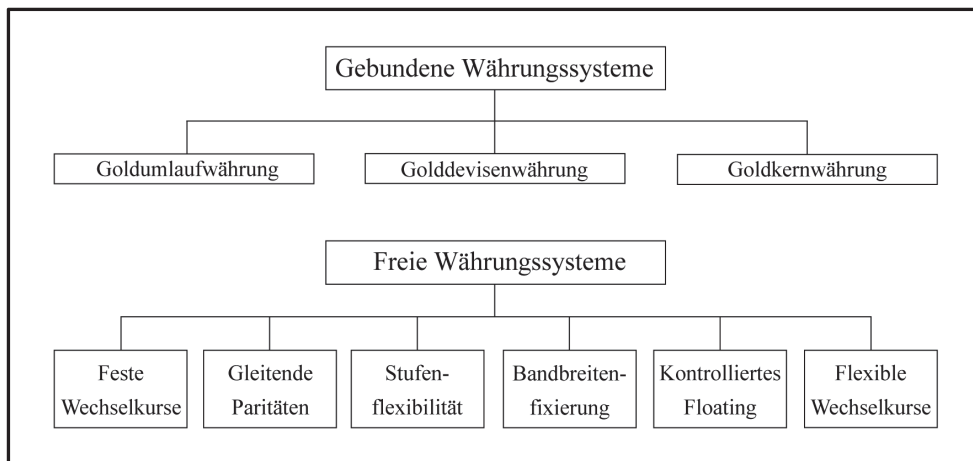 Gebundene Währungssysteme
Goldumlaufwährung
Golddevisenwährung
Goldkernwährung
Freie Währungssysteme
Feste
Wechselkurse
Gleitende
Paritäten
Stufen-
flexibilität
Bandbreiten-
fixierung
Kontrolliertes
Floating
Flexible
Wechselkurse